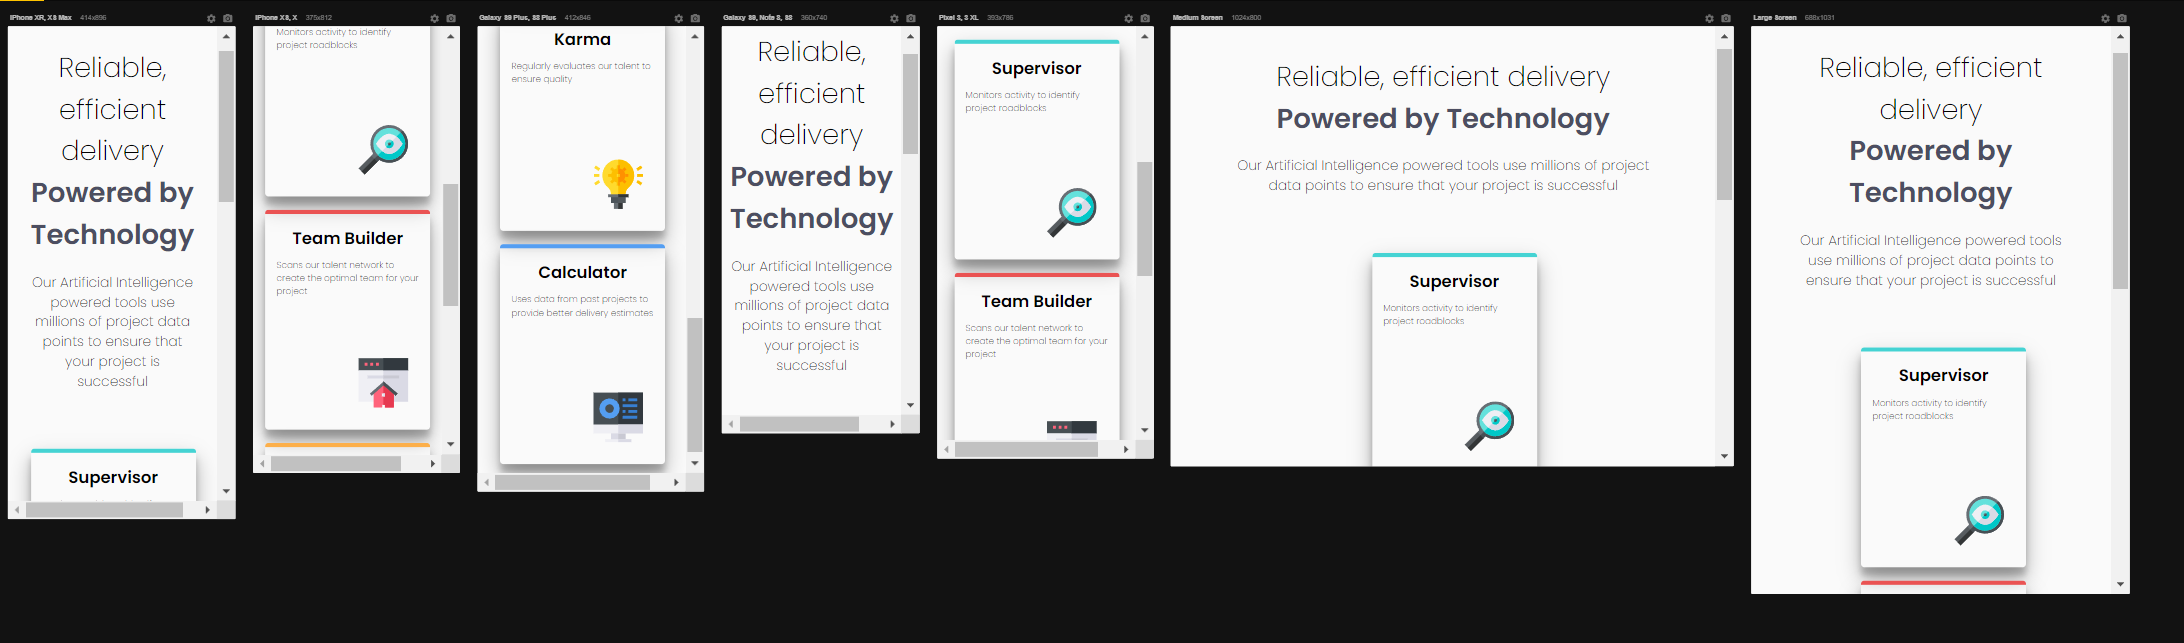 iPhone XR, XS Max 414x896
Reliable,
efficient
delivery
Powered by
Technology
Our Artificial Intelligence
powered tools use
millions of project data
points to ensure that
your project is
successful
Supervisor
iPhone XS, X 375x812
Monitors activity to identify
project roadblocks
Team Builder
Scans our talent network to
create the optimal team for your
project
Galaxy S9 Plus, S8 Plus 412x846
Karma
Regularly evaluates our talent to
ensure quality
Calculator
Uses data from past projects to
provide better delivery estimates
Galaxy S9, Note 8, S8 360x740
Reliable,
efficient
delivery
Powered by
Technology
Our Artificial Intelligence
powered tools use
millions of project data
points to ensure that
your project is
successful
Pixel 3, 3 XL 393x786
Supervisor
Monitors activity to identify
project roadblocks
Team Builder
Scans our talent network to
create the optimal team for your
project
Medium Screen 1024x800
Reliable, efficient delivery
Powered by Technology
Our Artificial Intelligence powered tools use millions of project
data points to ensure that your project is successful
Supervisor
Monitors activity to identify
project roadblocks
Large Screen 688x1031
Reliable, efficient
delivery
Powered by
Technology
Our Artificial Intelligence powered tools
use millions of project data points to
ensure that your project is successful
Supervisor
Monitors activity to identify
project roadblocks